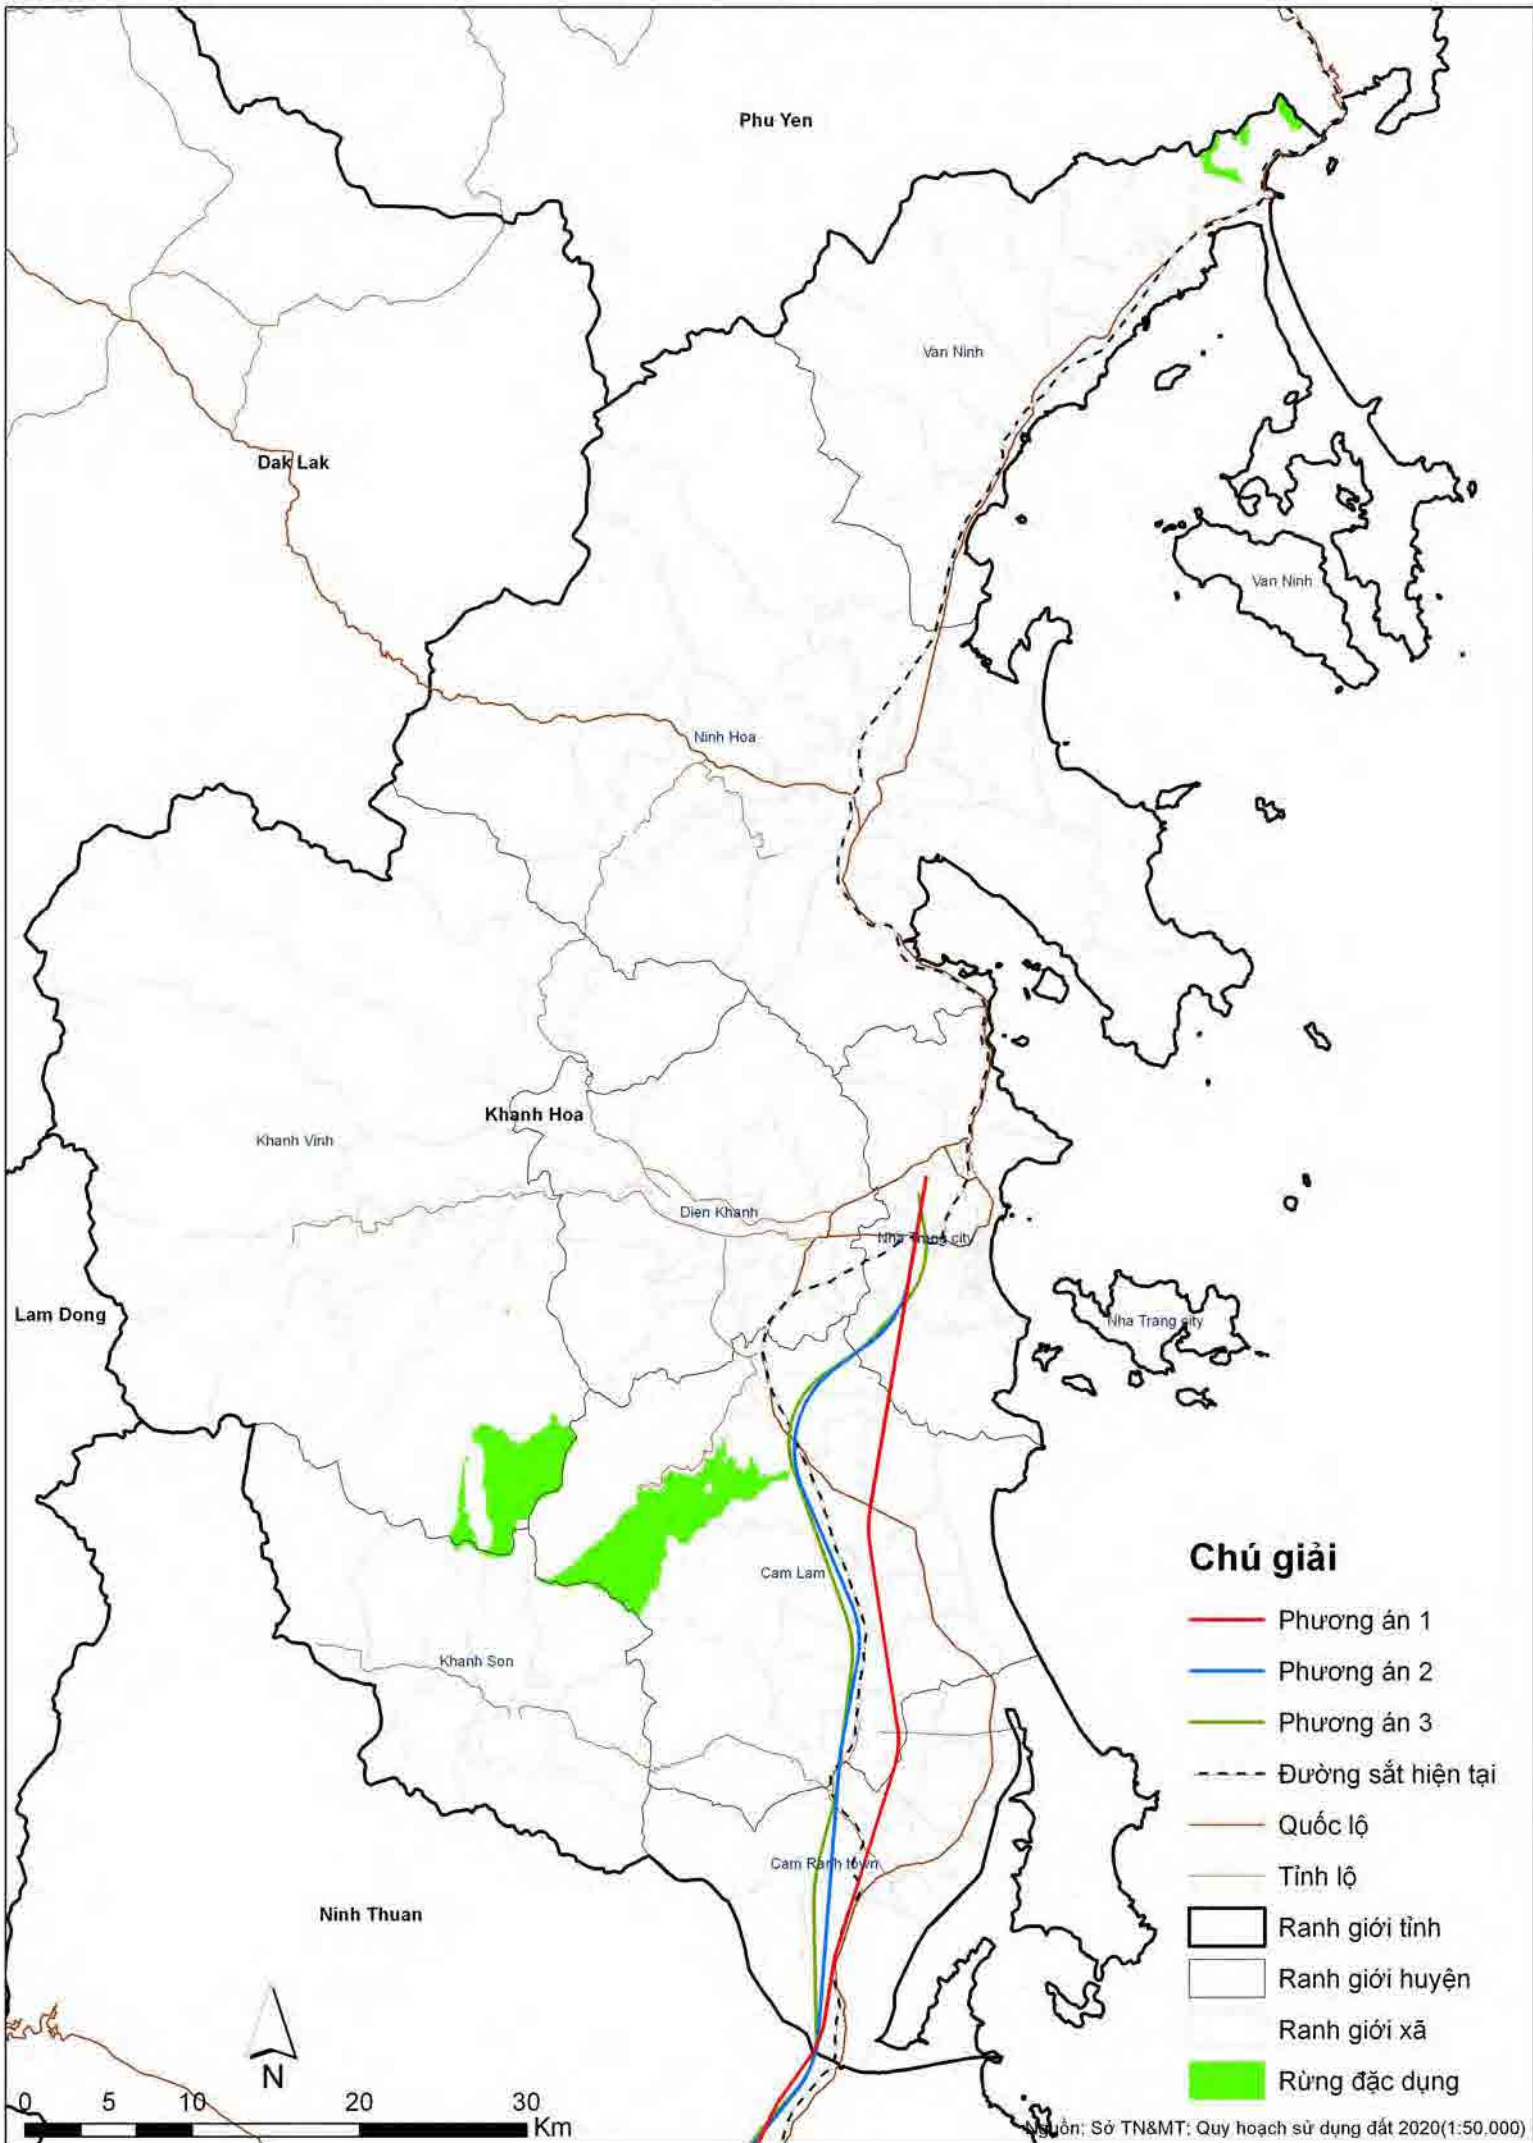 Phu Yen
Van Ninh
Dak Lak
Van Ninh
Ninh Hoa
Khanh Hoa
Khanh Vinh
Dien Khanh
Nha Trang city
Lam Dong
Nha Trang city
Cam Lam
Khanh Son
Cam Ranh town
Ninh Thuan
Chú giải
Phương án 1
Phương án 2
Phương án 3
Đường sắt hiện tại
Quốc lộ
Tỉnh lộ
Ranh giới tỉnh
Ranh giới huyện
Ranh giới xã
Rừng đặc dụng
N
0 5 10 20 30
Km
Nguồn: Sở TN&MT; Quy hoạch sử dụng đất 2020(1:50.000)